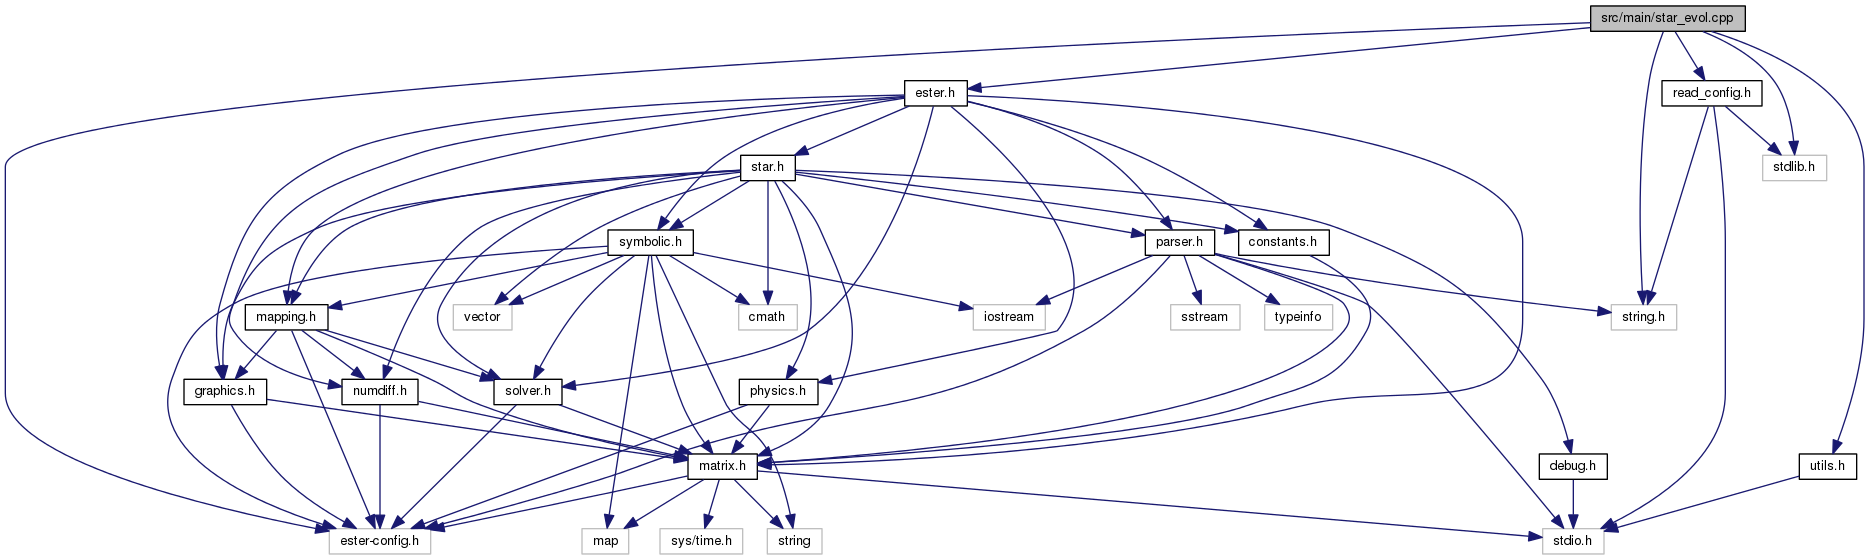 src/main/star_evol.cpp
ester.h
read_config.h
star.h
stdlib.h
symbolic.h
parser.h
constants.h
mapping.h
vector
cmath
iostream
sstream
typeinfo
string.h
graphics.h
numdiff.h
solver.h
physics.h
matrix.h
debug.h
utils.h
ester-config.h
map
sys/time.h
string
stdio.h